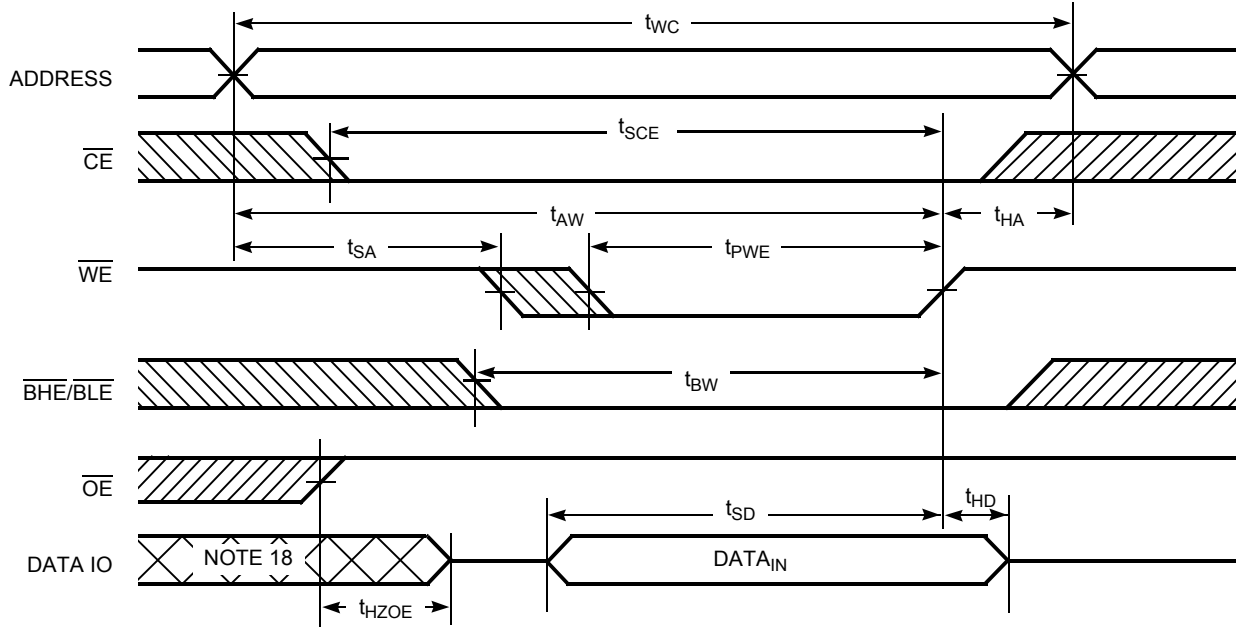 tWC
ADDRESS
tSCE
CE
tAW
tHA
tSA
tPWE
WE
tBW
BHE/BLE
OE
tSD
tHD
DATA IO
NOTE 18
DATAIN
tHZOE